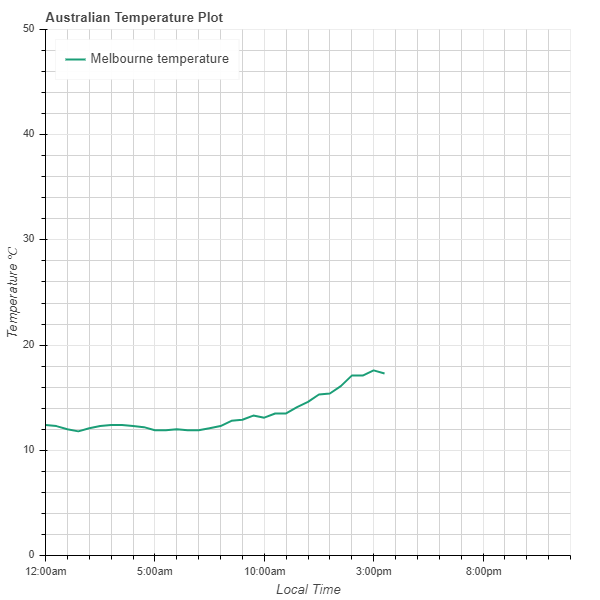 Australian Temperature Plot
Melbourne temperature
50
40
30
20
10
0
Temperature °C
12:00am 5:00am 10:00am 3:00pm 8:00pm
Local Time